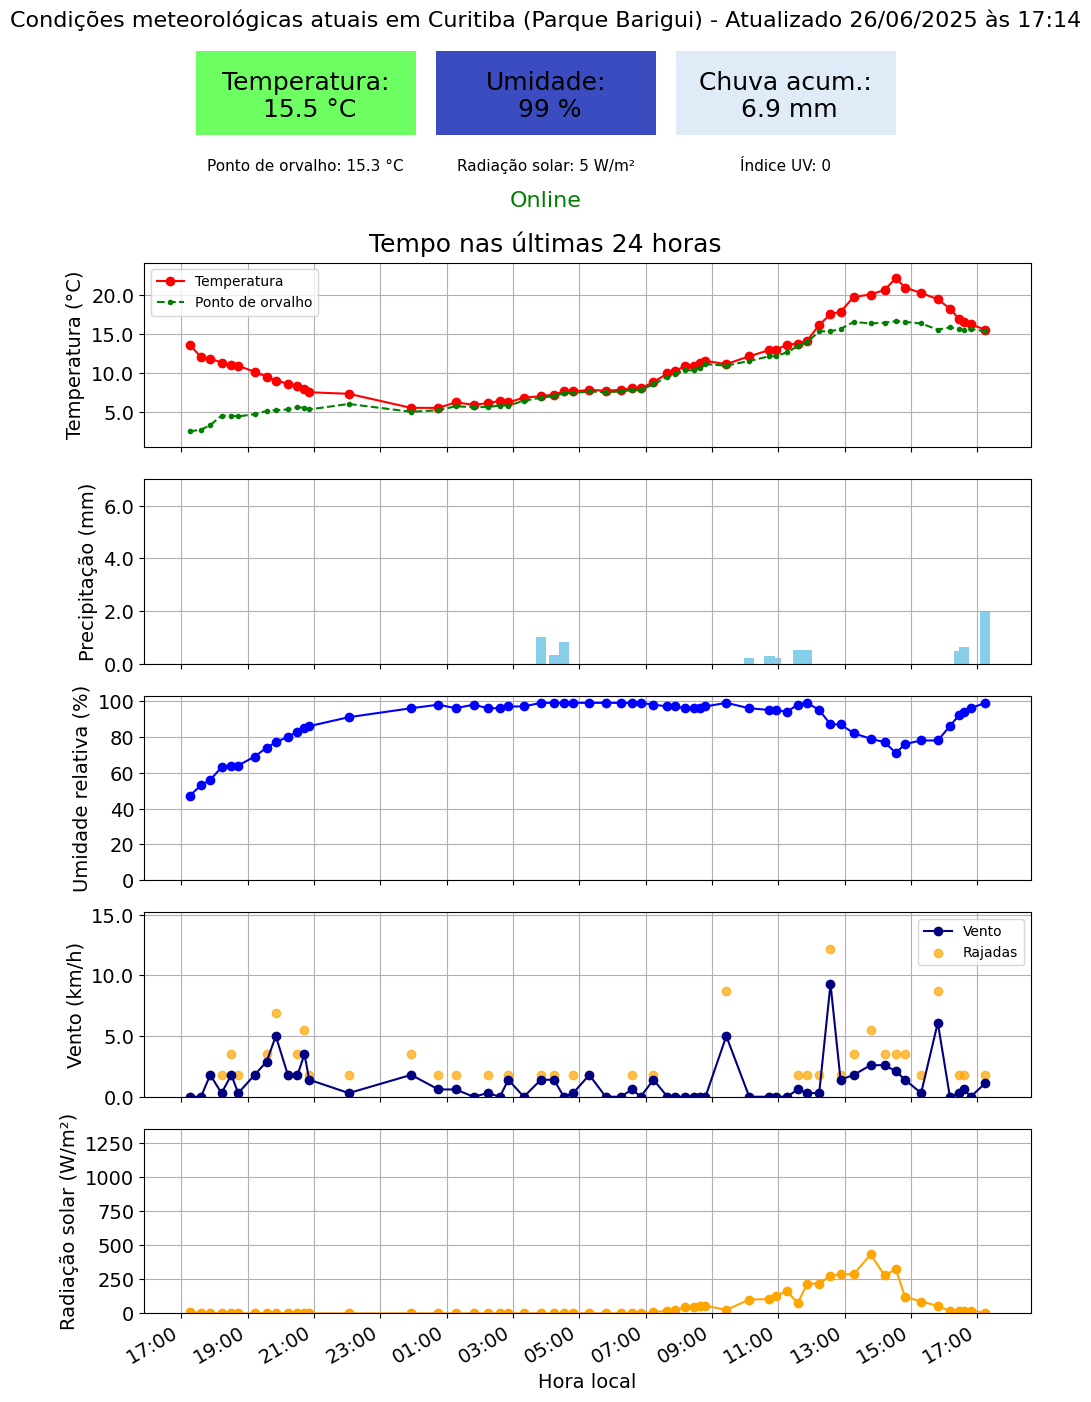 Condições meteorológicas atuais em Curitiba (Parque Barigui) - Atualizado 26/06/2025 às 17:14
Temperatura:
15.5 °C
Umidade:
99 %
Chuva acum.:
6.9 mm
Ponto de orvalho: 15.3 °C
Radiação solar: 5 W/m²
Índice UV: 0
Online
Tempo nas últimas 24 horas
Temperatura (°C)
20.0
15.0
10.0
5.0
Temperatura
Ponto de orvalho
Precipitação (mm)
6.0
4.0
2.0
0.0
Umidade relativa (%)
100
80
60
40
20
0
Vento (km/h)
15.0
10.0
5.0
0.0
Vento
Rajadas
Radiação solar (W/m²)
1250
1000
750
500
250
0
17:00
19:00
21:00
23:00
01:00
03:00
05:00
07:00
09:00
11:00
13:00
15:00
17:00
Hora local